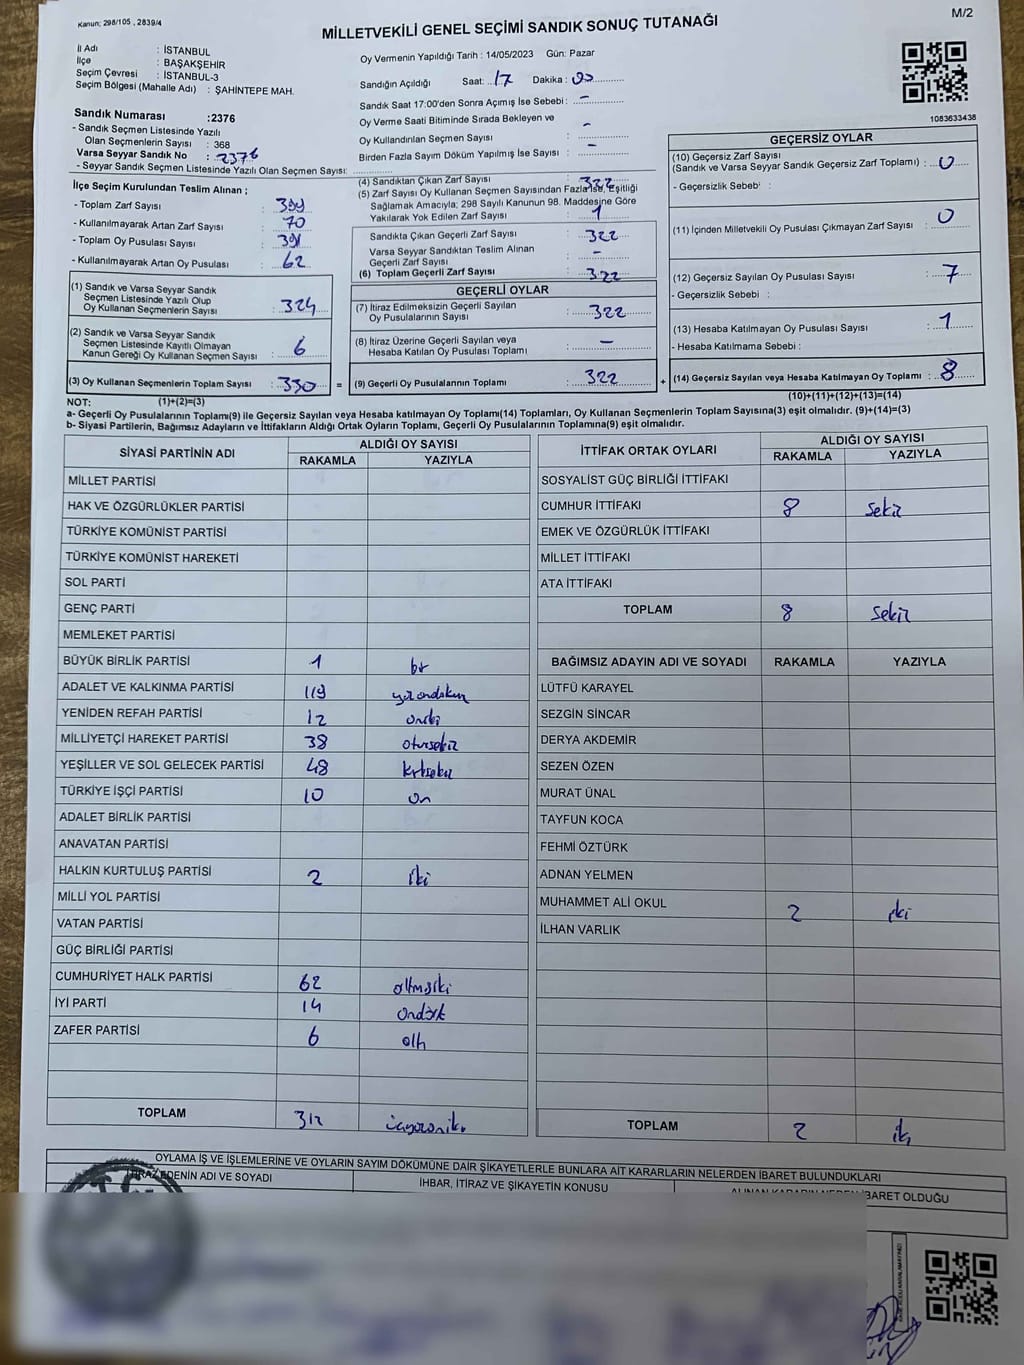 Kanun; 298/105 , 2839/4
M/2
MİLLETVEKİLİ GENEL SEÇİMİ SANDIK SONUÇ TUTANAĞI
İl Adı : İSTANBUL
İlçe : BAŞAKŞEHİR
Seçim Çevresi : İSTANBUL-3
Seçim Bölgesi (Mahalle Adı) : ŞAHİNTEPE MAH.
Oy Vermenin Yapıldığı Tarih : 14/05/2023 Gün: Pazar
Sandığın Açıldığı Saat: 17 Dakika : 00
Sandık Saat 17:00'den Sonra Açımış İse Sebebi : -
Oy Verme Saati Bitiminde Sırada Bekleyen ve
Oy Kullandırılan Seçmen Sayısı : -
Birden Fazla Sayım Döküm Yapılmış İse Sayısı : -
1083633438
Sandık Numarası :2376
- Sandık Seçmen Listesinde Yazılı
Olan Seçmenlerin Sayısı : 368
Varsa Seyyar Sandık No : 2376
- Seyyar Sandık Seçmen Listesinde Yazılı Olan Seçmen Sayısı:
İlçe Seçim Kurulundan Teslim Alınan ;
- Toplam Zarf Sayısı :
- Kullanılmayarak Artan Zarf Sayısı : 70
- Toplam Oy Pusulası Sayısı :
- Kullanılmayarak Artan Oy Pusulası : 62
(1) Sandık ve Varsa Seyyar Sandık
Seçmen Listesinde Yazılı Olup
Oy Kullanan Seçmenlerin Sayısı : 324
(2) Sandık ve Varsa Seyyar Sandık
Seçmen Listesinde Kayıtlı Olmayan
Kanun Gereği Oy Kullanan Seçmen Sayısı : 6
(3) Oy Kullanan Seçmenlerin Toplam Sayısı : 330 =
(4) Sandıktan Çıkan Zarf Sayısı :
(5) Zarf Sayısı Oy Kullanan Seçmen Sayısından Fazla ise, Eşitliği
Sağlamak Amacıyla; 298 Sayılı Kanunun 98. Maddesine Göre
Yakılarak Yok Edilen Zarf Sayısı : 1
Sandıkta Çıkan Geçerli Zarf Sayısı : 322
Varsa Seyyar Sandıktan Teslim Alınan
Geçerli Zarf Sayısı : -
(6) Toplam Geçerli Zarf Sayısı : 322
GEÇERLİ OYLAR
(7) İtiraz Edilmeksizin Geçerli Sayılan
Oy Pusulalarının Sayısı : 322
(8) İtiraz Üzerine Geçerli Sayılan veya
Hesaba Katılan Oy Pusulası Toplamı : -
(9) Geçerli Oy Pusulalarının Toplamı : 322 +
GEÇERSİZ OYLAR
(10) Geçersiz Zarf Sayısı
(Sandık ve Varsa Seyyar Sandık Geçersiz Zarf Toplamı) : 0
- Geçersizlik Sebebi :
(11) İçinden Milletvekili Oy Pusulası Çıkmayan Zarf Sayısı : 0
(12) Geçersiz Sayılan Oy Pusulası Sayısı : 7
- Geçersizlik Sebebi :
(13) Hesaba Katılmayan Oy Pusulası Sayısı : 1
- Hesaba Katılmama Sebebi :
(14) Geçersiz Sayılan veya Hesaba Katılmayan Oy Toplamı : 8
NOT: (1)+(2)=(3) (10)+(11)+(12)+(13)=(14)
a- Geçerli Oy Pusulalarının Toplamı(9) ile Geçersiz Sayılan veya Hesaba katılmayan Oy Toplamı(14) Toplamları, Oy Kullanan Seçmenlerin Toplam Sayısına(3) eşit olmalıdır. (9)+(14)=(3)
b- Siyasi Partilerin, Bağımsız Adayların ve İttifakların Aldığı Ortak Oyların Toplamı, Geçerli Oy Pusulalarının Toplamına(9) eşit olmalıdır.
SİYASİ PARTİNİN ADI ALDIĞI OY SAYISI
RAKAMLA YAZIYLA
MİLLET PARTİSİ
HAK VE ÖZGÜRLÜKLER PARTİSİ
TÜRKİYE KOMÜNİST PARTİSİ
TÜRKİYE KOMÜNİST HAREKETİ
SOL PARTİ
GENÇ PARTİ
MEMLEKET PARTİSİ
BÜYÜK BİRLİK PARTİSİ 1 bir
ADALET VE KALKINMA PARTİSİ 119 yüzondokuz
YENİDEN REFAH PARTİSİ 12 oniki
MİLLİYETÇİ HAREKET PARTİSİ 38 otuzsekiz
YEŞİLLER VE SOL GELECEK PARTİSİ 48 kırksekiz
TÜRKİYE İŞÇİ PARTİSİ 10 on
ADALET BİRLİK PARTİSİ
ANAVATAN PARTİSİ
HALKIN KURTULUŞ PARTİSİ 2 iki
MİLLİ YOL PARTİSİ
VATAN PARTİSİ
GÜÇ BİRLİĞİ PARTİSİ
CUMHURİYET HALK PARTİSİ 62 altmışiki
İYİ PARTİ 14 ondört
ZAFER PARTİSİ 6 altı
TOPLAM 312 üçyüzoniki
İTTİFAK ORTAK OYLARI ALDIĞI OY SAYISI
RAKAMLA YAZIYLA
SOSYALİST GÜÇ BİRLİĞİ İTTİFAKI
CUMHUR İTTİFAKI 8 sekiz
EMEK VE ÖZGÜRLÜK İTTİFAKI
MİLLET İTTİFAKI
ATA İTTİFAKI
TOPLAM 8 sekiz
BAĞIMSIZ ADAYIN ADI VE SOYADI RAKAMLA YAZIYLA
LÜTFÜ KARAYEL
SEZGİN SİNCAR
DERYA AKDEMİR
SEZEN ÖZEN
MURAT ÜNAL
TAYFUN KOCA
FEHMİ ÖZTÜRK
ADNAN YELMEN
MUHAMMET ALİ OKUL 2 iki
İLHAN VARLIK
TOPLAM 2 iki
OYLAMA İŞ VE İŞLEMLERİNE VE OYLARIN SAYIM DÖKÜMÜNE DAİR ŞİKAYETLERLE BUNLARA AİT KARARLARIN NELERDEN İBARET BULUNDUKLARI
İTİRAZ EDENİN ADI VE SOYADI İHBAR, İTİRAZ VE ŞİKAYETİN KONUSU ALINAN KARARIN NEDEN İBARET OLDUĞU